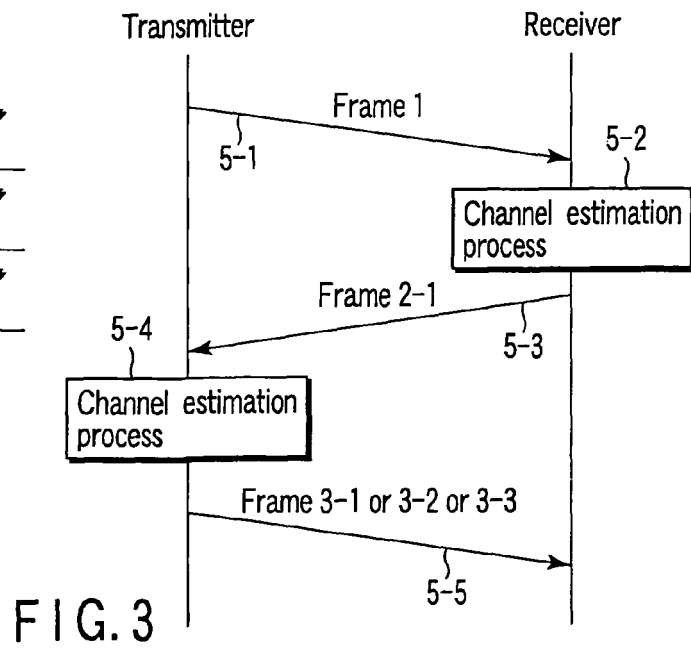 Transmitter
Receiver
Frame 1
5-1
5-2
Channel estimation
process
Frame 2-1
5-3
5-4
Channel estimation
process
Frame 3-1 or 3-2 or 3-3
5-5
FIG. 3